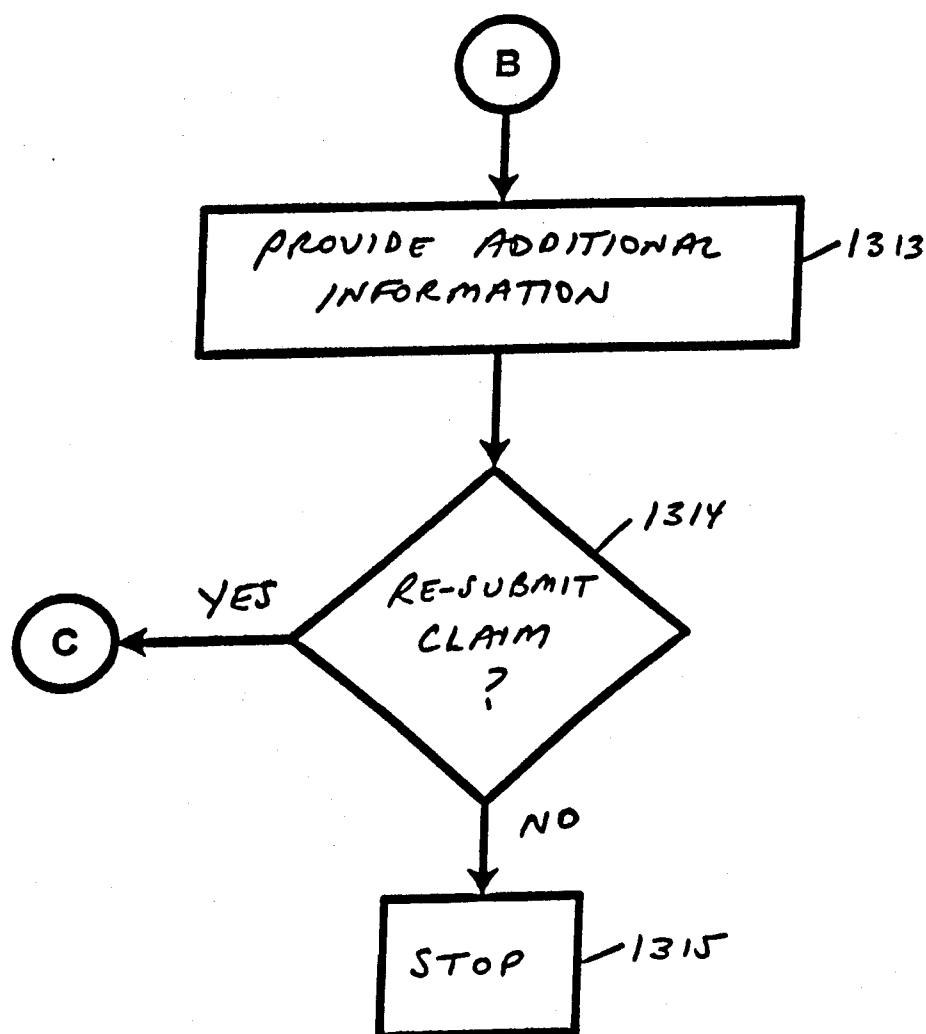 B
PROVIDE ADDITIONAL
INFORMATION
1313
1314
RE-SUBMIT
CLAIM
?
YES
C
NO
STOP
1315